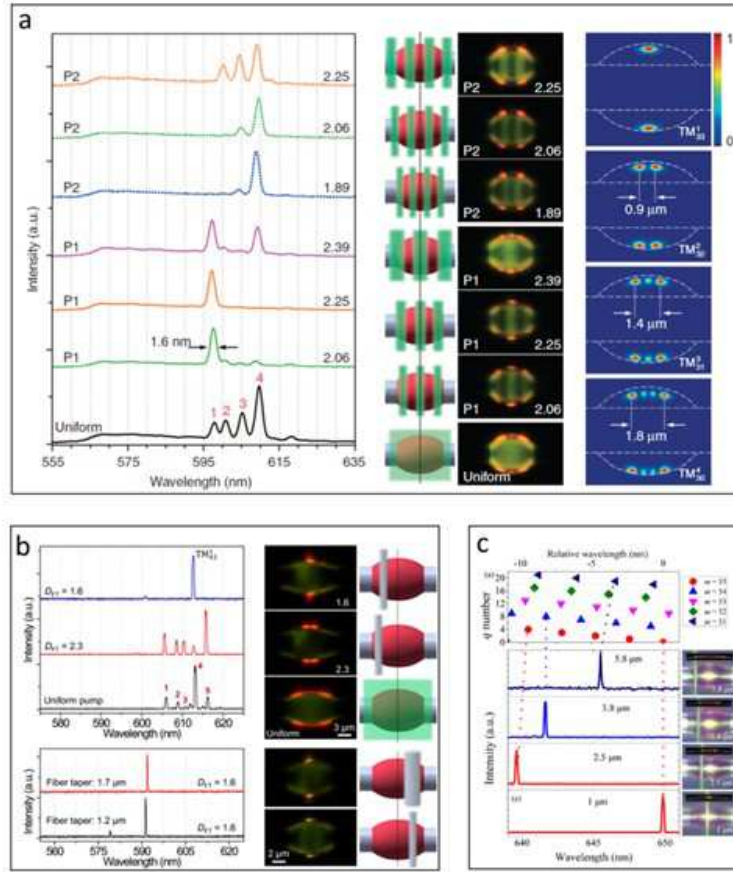 a
P2 2.25
P2 2.06
P2 1.89
P1 2.39
P1 2.25
1.6 nm
P1 2.06
1 2 3 4
Uniform
Intensity (a.u.)
555 575 595 615 635
Wavelength (nm)
P2 2.25
P2 2.06
P2 1.89
P1 2.39
P1 2.25
P1 2.06
Uniform
1
0
0.9 µm
1.4 µm
1.8 µm
b
D = 1.6
D = 2.3
1 2 3 4 5
Uniform pump
Intensity (a.u.)
580 590 600 610 620
Wavelength (nm)
1.6
2.3
Uniform 3 µm
Fiber taper: 1.7 µm D = 1.6
Fiber taper: 1.2 µm D = 1.6
Intensity (a.u.)
560 580 600 620
Wavelength (nm)
2 µm
c
Relative wavelength (nm)
-10 -5 0
q number
20
16
12
8
4
0
m = 35
m = 34
m = 33
m = 32
m = 31
5.8 µm
3.8 µm
2.5 µm
1 µm
Intensity (a.u.)
640 645 650
Wavelength (nm)